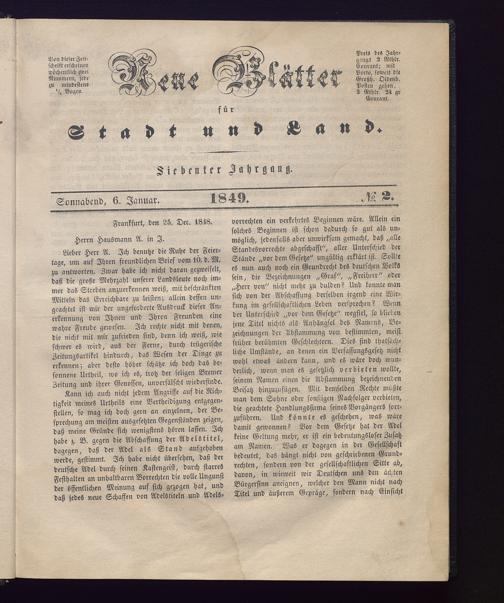 Von dieser Zeit-
schrift erscheinen
wöchentlich zwei
Nummern, jede
zu mindestens
½ Bogen.
Neue Blätter
Preis des Jahr-
gangs 2 Rthlr.
Courant; mit
Porto, soweit die
Großh. Oldenb.
Posten gehen,
2 Rthlr. 24 gr
Courant.
für
Stadt und Land.
Siebenter Jahrgang.
Sonnabend, 6. Januar.
1849.
№ 2.
Frankfurt, den 25. Dec. 1848.
Herrn Hausmann A. in J.
Lieber Herr A. Ich benutze die Ruhe der Feier-
tage, um auf Ihren freundlichen Brief vom 10. d. M.
zu antworten. Zwar habe ich nicht daran gezweifelt,
daß die große Mehrzahl unserer Landsleute noch im-
mer das Streben anzuerkennen weiß, mit beschränkten
Mitteln das Erreichbare zu leisten; allein dessen un-
geachtet ist mir der ungeforderte Ausdruck dieser An-
erkennung von Ihnen und Ihren Freunden eine
wahre Freude gewesen. Ich rechte nicht mit denen,
die nicht mit mir zufrieden sind, denn ich weiß, wie
schwer es wird, aus der Ferne, durch trügerliche
Zeitungsartikel hindurch, das Wesen der Dinge zu
erkennen; aber desto höher schätze ich doch das be-
sonnene Urtheil, wo ich es, trotz der seligen Bremer
Zeitung und ihrer Genossen, unverfälscht wiederfinde.
Kann ich auch nicht jedem Angriffe auf die Rich-
tigkeit meines Urtheils eine Vertheidigung entgegen-
stellen, so mag ich doch gern an einzelnen, der Be-
sprechung am meisten ausgesetzten Gegenständen zeigen,
daß meine Gründe sich wenigstens hören lassen. Ich
habe z. B. gegen die Abschaffung der Adelstitel,
dagegen, daß der Adel als Stand aufgehoben
werde, gestimmt. Ich habe nicht übersehen, daß der
deutsche Adel durch seinen Kastengeist, durch starres
Festhalten an unhaltbaren Vorrechten die volle Ungunst
der öffentlichen Meinung auf sich gezogen hat, und
daß jedes neue Schaffen von Adelstiteln und Adels-
vorrechten ein verkehrtes Beginnen wäre. Allein ein
solches Beginnen ist schon dadurch so gut als un-
möglich, jedenfalls aber unwirksam gemacht, daß „alle
Standesvorrechte abgeschafft", aller Unterschied der
Stände „vor dem Gesetze" ungültig erklärt ist. Sollte
es nun auch noch ein Grundrecht des deutschen Volks
sein, die Bezeichnungen „Graf", „Freiherr" oder
„Herr von" nicht mehr zu dulden? Und konnte man
sich von der Abschaffung derselben irgend eine Wir-
kung im gesellschaftlichen Leben versprechen? Wenn
der Unterschied „vor dem Gesetze" wegfiel, so blieben
jene Titel nichts als Anhängsel des Namens, Be-
zeichnungen der Abstammung von bestimmten, meist
früher berühmten Geschlechtern. Dies sind thatsäch-
liche Umstände, an denen ein Verfassungsgesetz nicht
wohl etwas ändern kann, und es wäre doch wun-
derlich, wenn man es gesetzlich verbieten wollte,
seinem Namen einen die Abstammung bezeichnenden
Beisatz hinzuzufügen. Mit demselben Rechte müßte
man dem Sohne oder sonstigen Nachfolger verbieten,
die geachtete Handlungsfirma seines Vorgängers fort-
zuführen. Und könnte es geschehen, was wäre
damit gewonnen? Vor dem Gesetze hat der Adel
keine Geltung mehr, er ist ein bedeutungsloser Zusatz
am Namen. Was er dagegen in der Gesellschaft
bedeutet, das hängt nicht von geschriebenen Grund-
rechten, sondern von der gesellschaftlichen Sitte ab,
davon, in wieweit wir Deutschen uns den ächten
Bürgersinn aneignen, welcher den Mann nicht nach
Titel und äußerem Gepräge, sondern nach Einsicht